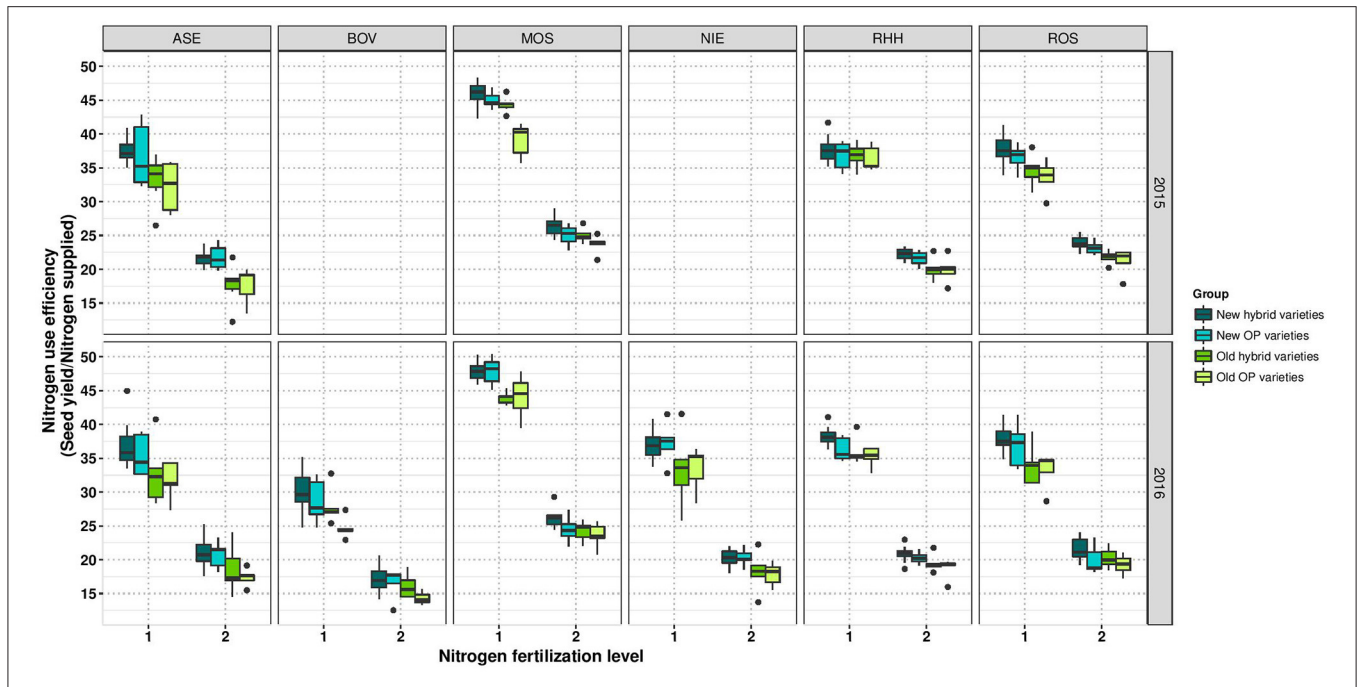 ASE BOV MOS NIE RHH ROS
Nitrogen use efficiency
(Seed yield/Nitrogen supplied)
50
45
40
35
30
25
20
15
2015
50
45
40
35
30
25
20
15
2016
1 2 1 2 1 2 1 2 1 2 1 2
Nitrogen fertilization level
Group
New hybrid varieties
New OP varieties
Old hybrid varieties
Old OP varieties